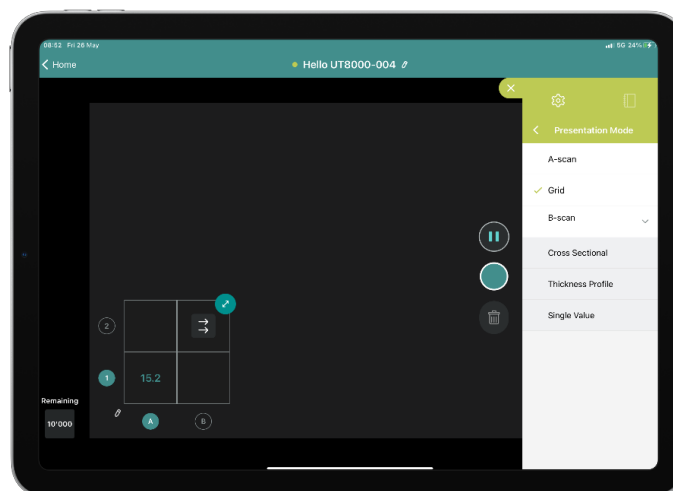 08:52 Fri 26 May
5G 24%
Home
Hello UT8000-004
Presentation Mode
A-scan
Grid
B-scan
Cross Sectional
Thickness Profile
Single Value
2
1
15.2
Remaining
10'000
A
B